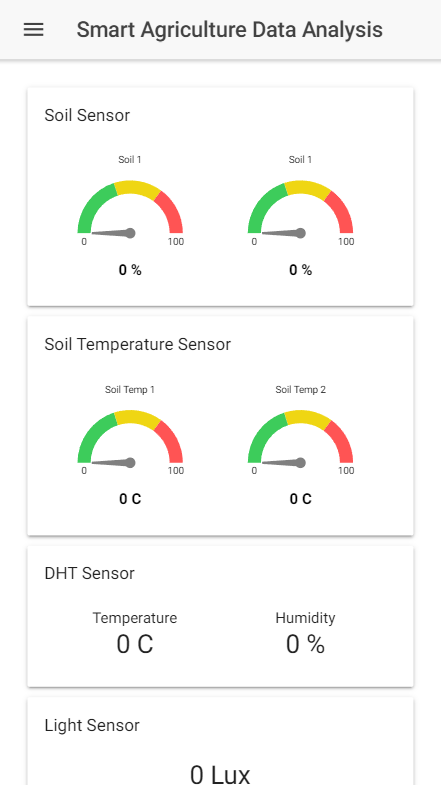 Smart Agriculture Data Analysis
Soil Sensor
Soil 1 Soil 1
0 100 0 100
0 % 0 %
Soil Temperature Sensor
Soil Temp 1 Soil Temp 2
0 100 0 100
0 C 0 C
DHT Sensor
Temperature Humidity
0 C 0 %
Light Sensor
0 Lux